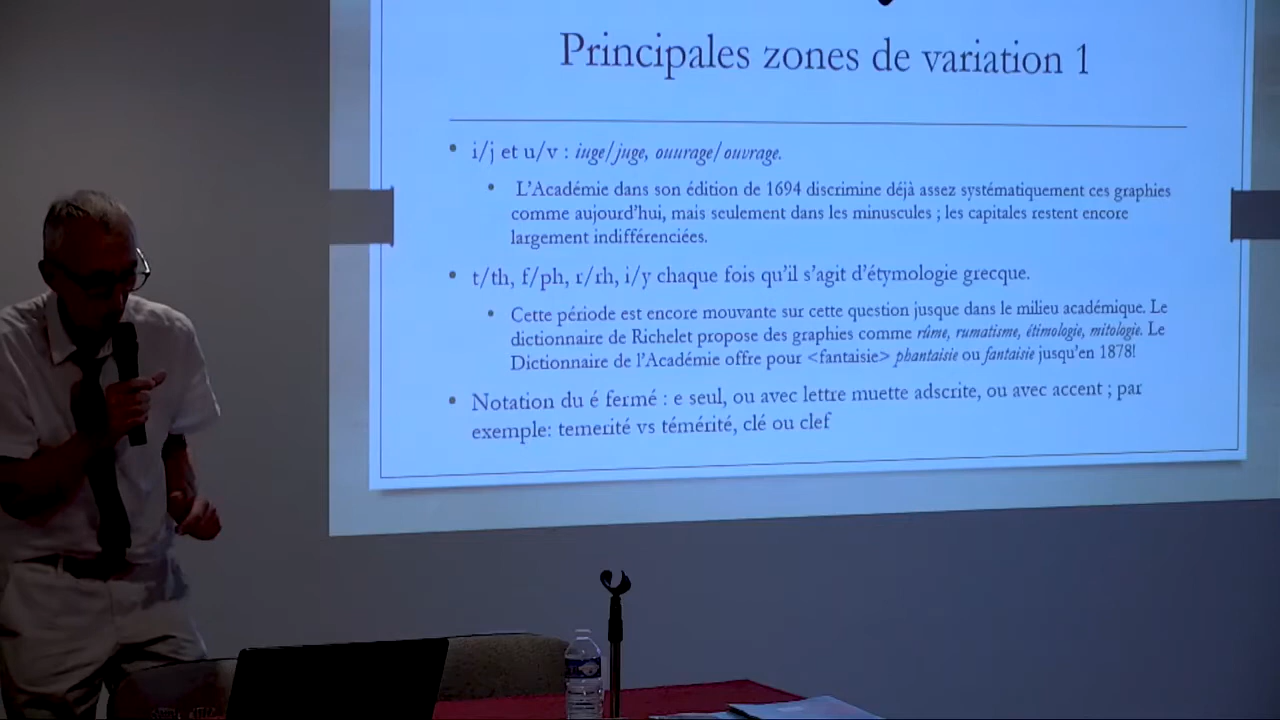 Principales zones de variation 1
• i/j et u/v : iuge/juge, ouurage/ouvrage.
• L'Académie dans son édition de 1694 discrimine déjà assez systématiquement ces graphies
comme aujourd'hui, mais seulement dans les minuscules ; les capitales restent encore
largement indifférenciées.
• t/th, f/ph, r/rh, i/y chaque fois qu'il s'agit d'étymologie grecque.
• Cette période est encore mouvante sur cette question jusque dans le milieu académique. Le
dictionnaire de Richelet propose des graphies comme rûme, rumatisme, étimologie, mitologie. Le
Dictionnaire de l'Académie offre pour <fantaisie> phantaisie ou fantaisie jusqu'en 1878!
• Notation du é fermé : e seul, ou avec lettre muette adscrite, ou avec accent ; par
exemple: temerité vs témérité, clé ou clef